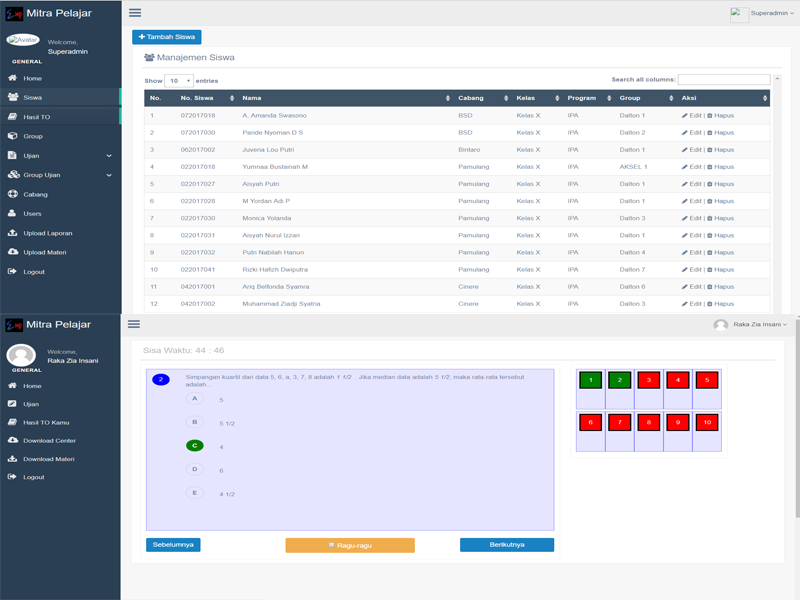 Mitra Pelajar
Superadmin
Avatar
Welcome,
Superadmin
GENERAL
Home
Siswa
Hasil TO
Group
Ujian
Group Ujian
Cabang
Users
Upload Laporan
Upload Materi
Logout
+ Tambah Siswa
Manajemen Siswa
Show 10 entries
Search all columns:
No. No. Siswa Nama Cabang Kelas Program Group Aksi
1 072017018 A. Amanda Swasono BSD Kelas X IPA Dalton 1 Edit | Hapus
2 072017030 Pande Nyoman D S BSD Kelas X IPA Dalton 2 Edit | Hapus
3 062017002 Juvena Lou Putri Bintaro Kelas X IPA Dalton 1 Edit | Hapus
4 022017018 Yumnaa Bustainah M Pamulang Kelas X IPA AKSEL 1 Edit | Hapus
5 022017027 Aisyah Putri Pamulang Kelas X IPA Dalton 1 Edit | Hapus
6 022017028 M Yordan Adi P Pamulang Kelas X IPA Dalton 1 Edit | Hapus
7 022017030 Monica Yolanda Pamulang Kelas X IPA Dalton 3 Edit | Hapus
8 022017031 Aisyah Nurul Izzan Pamulang Kelas X IPA Dalton 1 Edit | Hapus
9 022017032 Putri Nabilah Hanun Pamulang Kelas X IPA Dalton 4 Edit | Hapus
10 022017041 Rizki Hafizh Dwiputra Pamulang Kelas X IPA Dalton 7 Edit | Hapus
11 042017001 Ariq Belfonda Syamra Cinere Kelas X IPA Dalton 6 Edit | Hapus
12 042017002 Muhammad Ziadji Syatria Cinere Kelas X IPA Dalton 3 Edit | Hapus
Mitra Pelajar
Raka Zia Insani
Welcome,
Raka Zia Insani
GENERAL
Home
Ujian
Hasil TO Kamu
Download Center
Download Materi
Logout
Sisa Waktu: 44 : 46
2 Simpangan kuartil dari data 5, 6, a, 3, 7, 8 adalah 1 1/2 . Jika median data adalah 5 1/2, maka rata-rata tersebut
adalah...
A 5
B 5 1/2
C 4
D 6
E 4 1/2
Sebelumnya
Ragu-ragu
Berikutnya
1 2 3 4 5
6 7 8 9 10